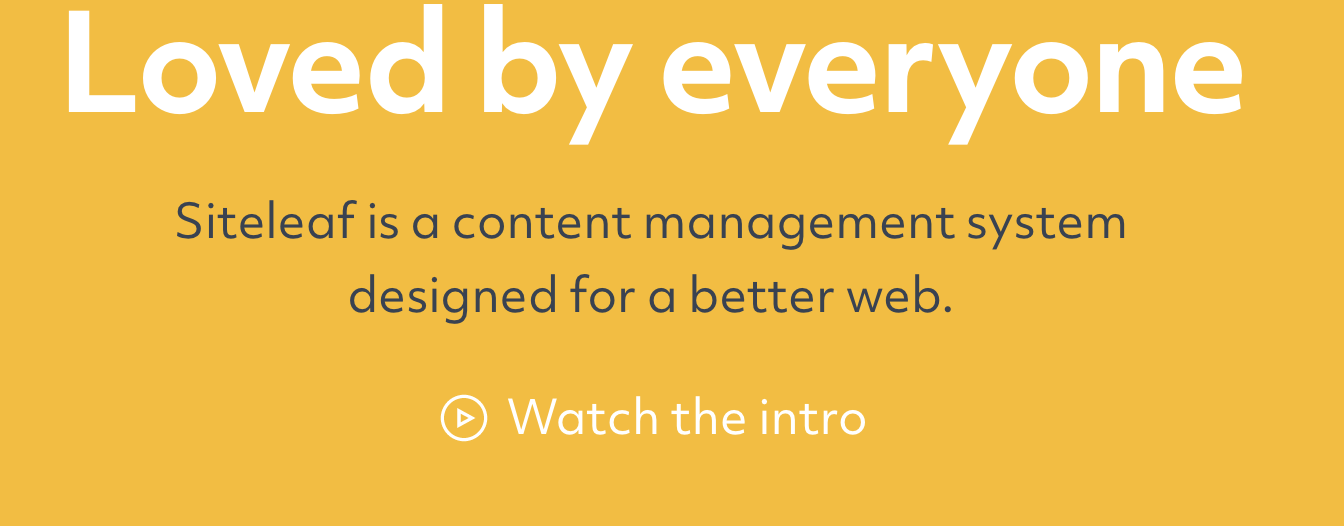 Loved by everyone
Siteleaf is a content management system
designed for a better web.
Watch the intro